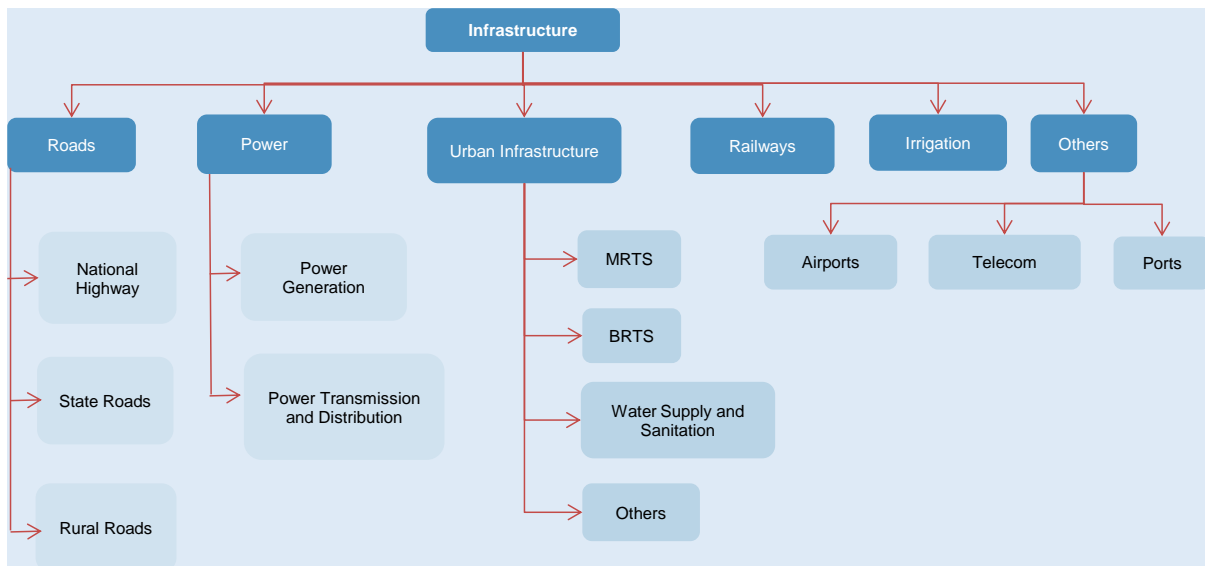 Infrastructure
Roads
Power
Urban Infrastructure
Railways
Irrigation
Others
National
Highway
State Roads
Rural Roads
Power
Generation
Power Transmission
and Distribution
MRTS
BRTS
Water Supply and
Sanitation
Others
Airports
Telecom
Ports